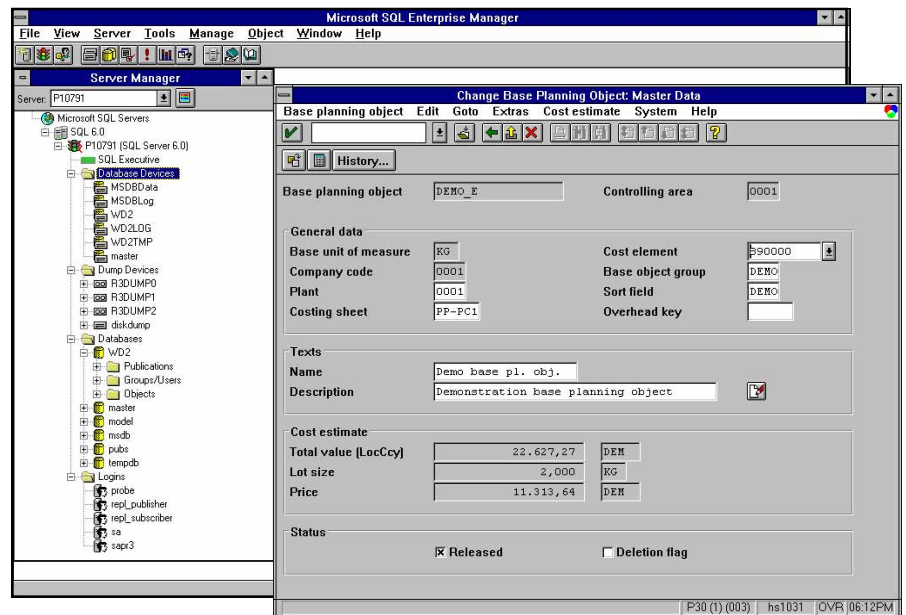 Microsoft SQL Enterprise Manager
File View Server Tools Manage Object Window Help
Server Manager
Server: P10791
Microsoft SQL Servers
SQL 6.0
P10791 (SQL Server 6.0)
SQL Executive
Database Devices
MSDBData
MSDBLog
WD2
WD2LOG
WD2TMP
master
Dump Devices
R3DUMP0
R3DUMP1
R3DUMP2
diskdump
Databases
WD2
Publications
Groups/Users
Objects
master
model
msdb
pubs
tempdb
Logins
probe
repl_publisher
repl_subscriber
sa
sapr3
Change Base Planning Object: Master Data
Base planning object Edit Goto Extras Cost estimate System Help
History...
Base planning object DEMO_E Controlling area 0001
General data
Base unit of measure KG Cost element 890000
Company code 0001 Base object group DEMO
Plant 0001 Sort field DEMO
Costing sheet PP-PC1 Overhead key
Texts
Name Demo base pl. obj.
Description Demonstration base planning object
Cost estimate
Total value (LocCcy) 22.627,27 DEM
Lot size 2,000 KG
Price 11.313,64 DEM
Status
Released Deletion flag
P30 (1) (003) hs1031 OVR 06:12PM